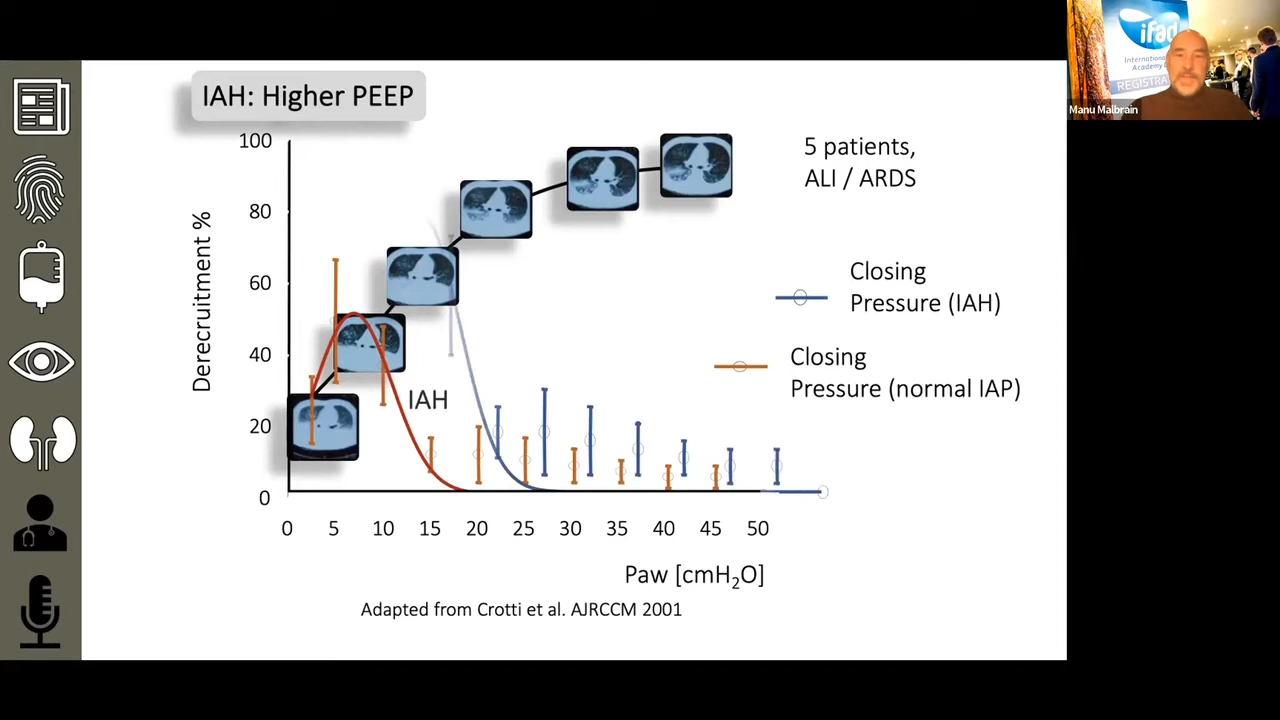 IAH: Higher PEEP
100
80
60
40
20
0
Derecruitment %
0 5 10 15 20 25 30 35 40 45 50
Paw [cmH₂O]
IAH
5 patients,
ALI / ARDS
Closing
Pressure (IAH)
Closing
Pressure (normal IAP)
Adapted from Crotti et al. AJRCCM 2001
ifad
Internation
Academy
REGISTRA
Manu Malbrain